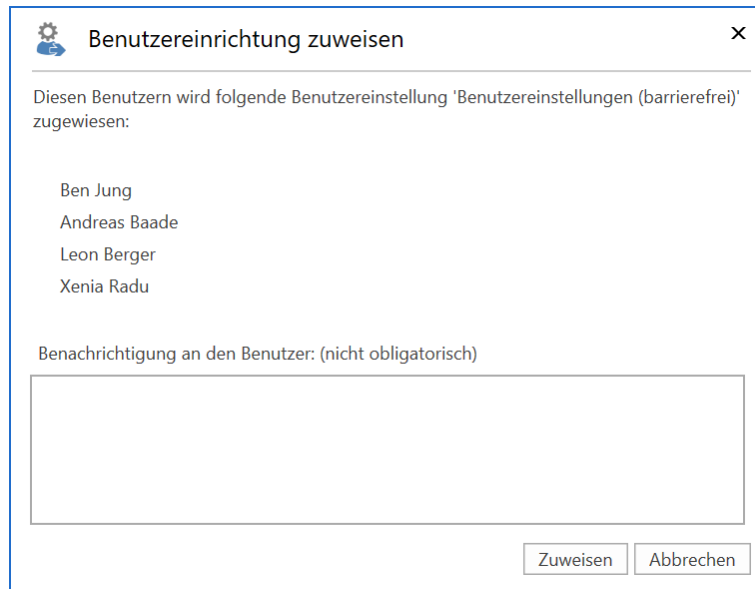 Benutzereinrichtung zuweisen
Diesen Benutzern wird folgende Benutzereinstellung 'Benutzereinstellungen (barrierefrei)'
zugewiesen:
Ben Jung
Andreas Baade
Leon Berger
Xenia Radu
Benachrichtigung an den Benutzer: (nicht obligatorisch)
Zuweisen Abbrechen